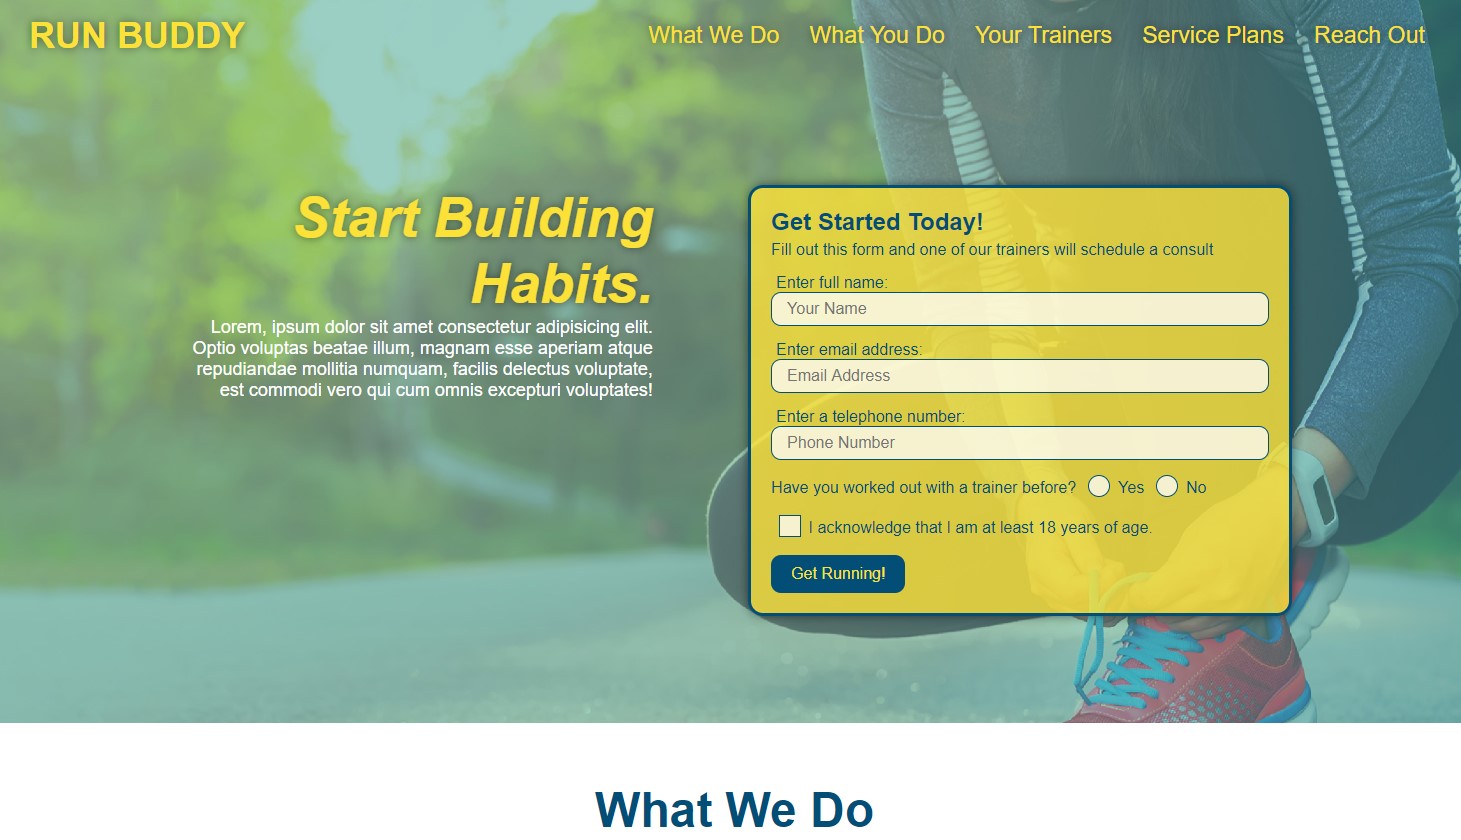 RUN BUDDY
What We Do What You Do Your Trainers Service Plans Reach Out
Start Building
Habits.
Lorem, ipsum dolor sit amet consectetur adipisicing elit.
Optio voluptas beatae illum, magnam esse aperiam atque
repudiandae mollitia numquam, facilis delectus voluptate,
est commodi vero qui cum omnis excepturi voluptates!
Get Started Today!
Fill out this form and one of our trainers will schedule a consult
Enter full name:
Your Name
Enter email address:
Email Address
Enter a telephone number:
Phone Number
Have you worked out with a trainer before? Yes No
I acknowledge that I am at least 18 years of age.
Get Running!
What We Do